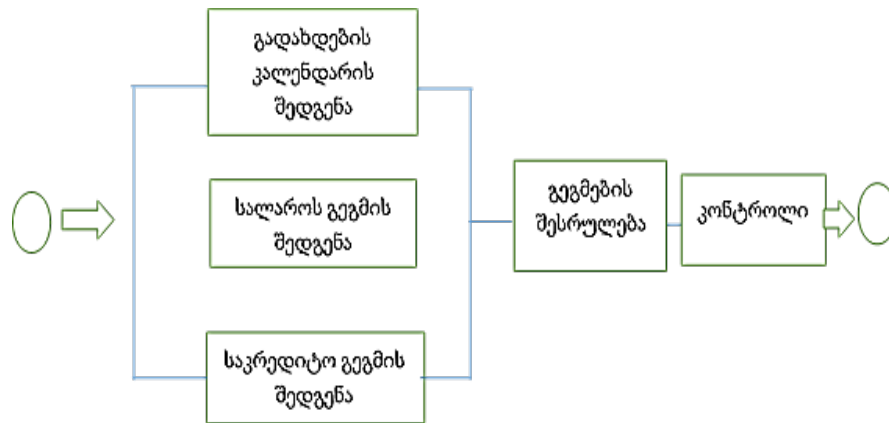 გადახდების
კალენდარის
შედგენა
სალაროს გეგმის
შედგენა
საკრედიტო გეგმის
შედგენა
გეგმების
შესრულება
კონტროლი